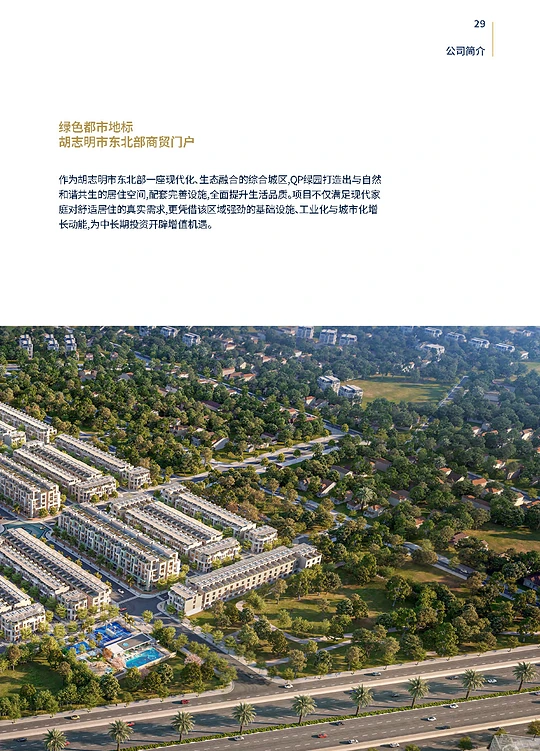 29
公司简介
绿色都市地标
胡志明市东北部商贸门户
作为胡志明市东北部一座现代化、生态融合的综合城区,QP绿园打造出与自然
和谐共生的居住空间,配套完善设施,全面提升生活品质。项目不仅满足现代家
庭对舒适居住的真实需求,更凭借该区域强劲的基础设施、工业化与城市化增
长动能,为中长期投资开辟增值机遇。